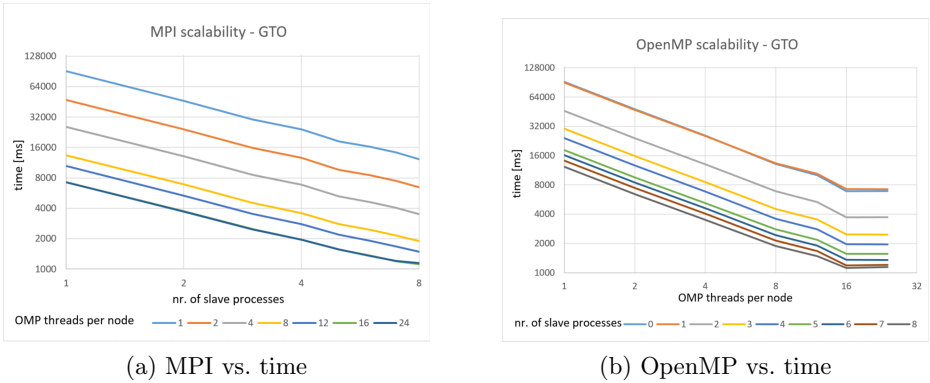 MPI scalability - GTO
128000
64000
32000
16000
8000
4000
2000
1000
time [ms]
1 2 4 8
nr. of slave processes
OMP threads per node 1 2 4 8 12 16 24
(a) MPI vs. time
OpenMP scalability - GTO
128000
64000
32000
16000
8000
4000
2000
1000
time [ms]
1 2 4 8 16 32
OMP threads per node
nr. of slave processes 0 1 2 3 4 5 6 7 8
(b) OpenMP vs. time